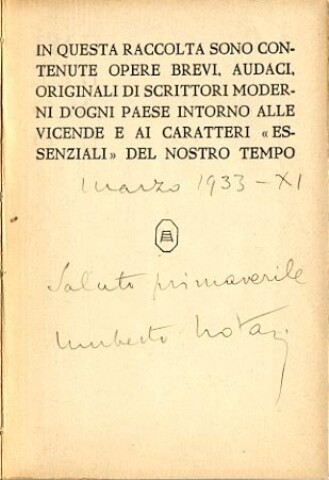 IN QUESTA RACCOLTA SONO CON-
TENUTE OPERE BREVI, AUDACI,
ORIGINALI DI SCRITTORI MODER-
NI D'OGNI PAESE INTORNO ALLE
VICENDE E AI CARATTERI «ES-
SENZIALI» DEL NOSTRO TEMPO
Marzo 1933-XI
Saluto primaverile
Umberto Notari